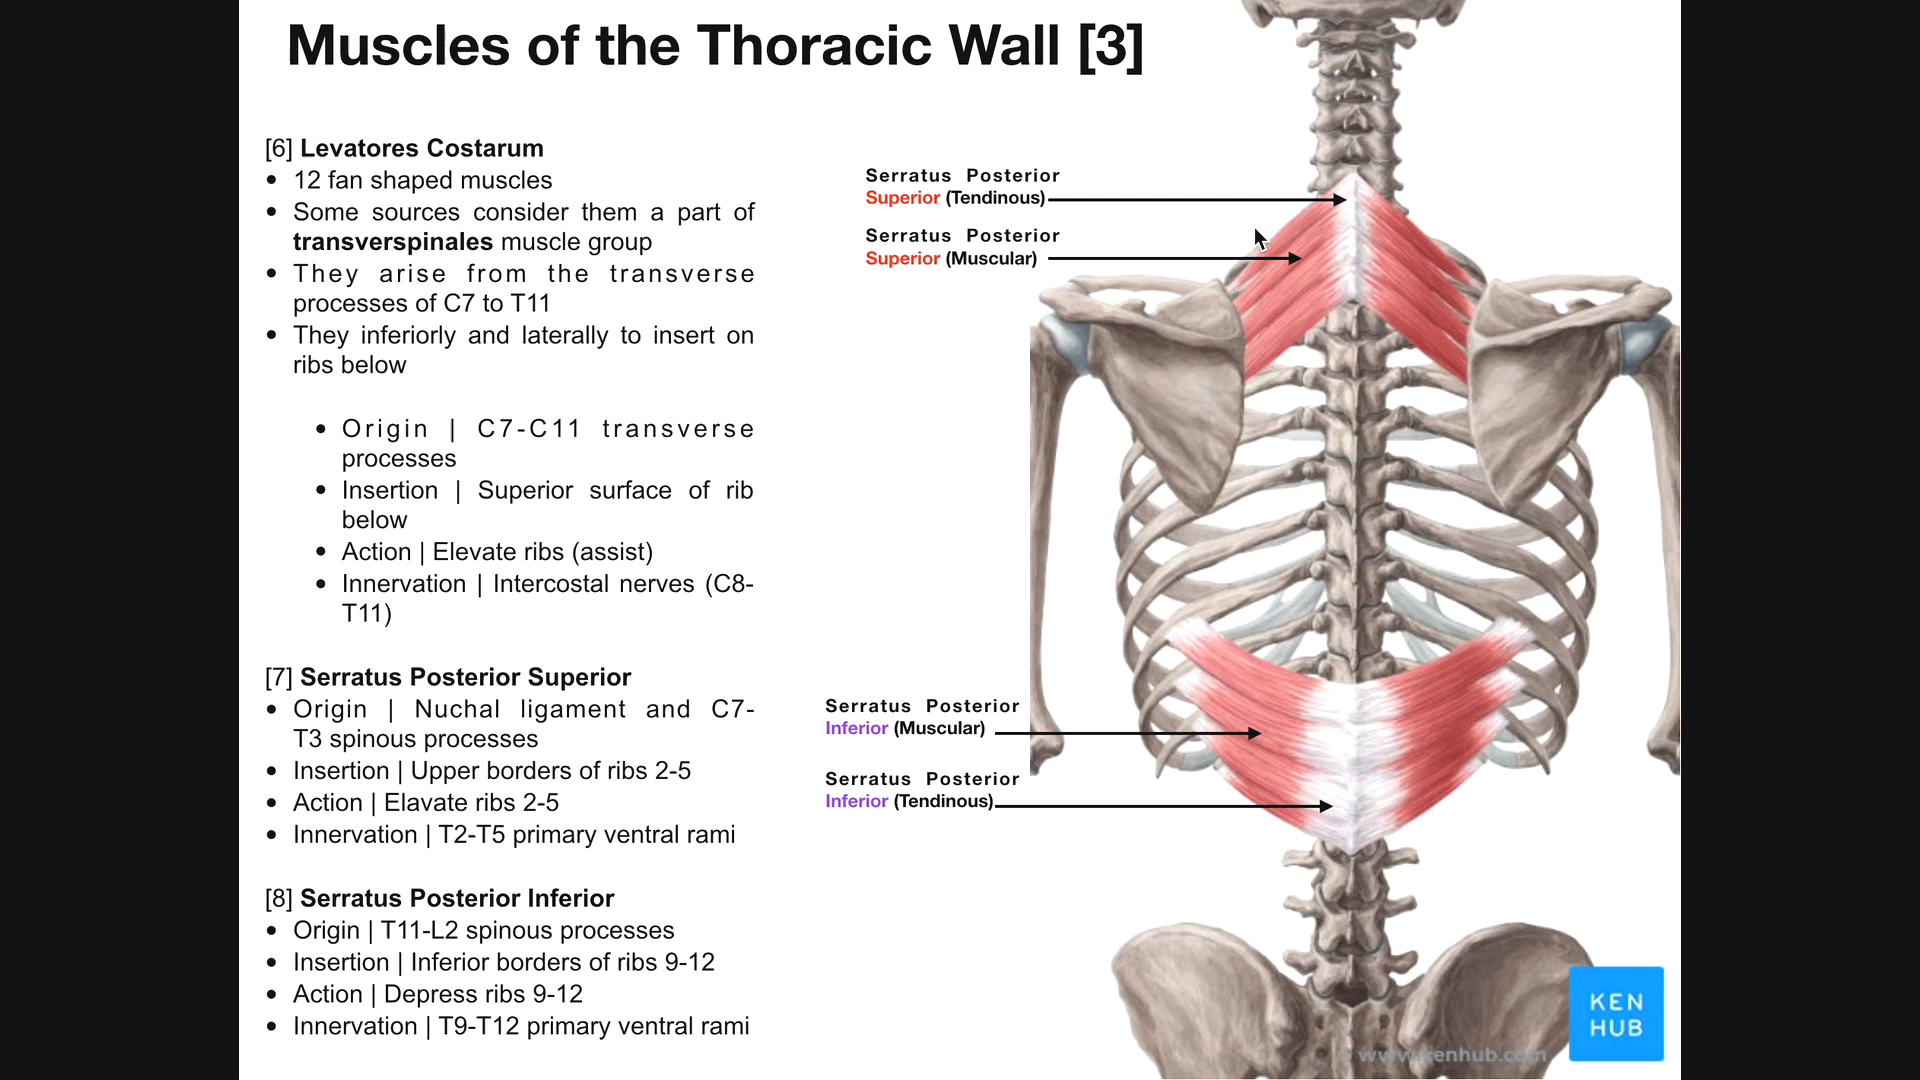 Muscles of the Thoracic Wall [3]
[6] Levatores Costarum
• 12 fan shaped muscles
• Some sources consider them a part of
transverspinales muscle group
• They arise from the transverse
processes of C7 to T11
• They inferiorly and laterally to insert on
ribs below
• Origin | C7-C11 transverse
processes
• Insertion | Superior surface of rib
below
• Action | Elevate ribs (assist)
• Innervation | Intercostal nerves (C8-
T11)
[7] Serratus Posterior Superior
• Origin | Nuchal ligament and C7-
T3 spinous processes
• Insertion | Upper borders of ribs 2-5
• Action | Elavate ribs 2-5
• Innervation | T2-T5 primary ventral rami
[8] Serratus Posterior Inferior
• Origin | T11-L2 spinous processes
• Insertion | Inferior borders of ribs 9-12
• Action | Depress ribs 9-12
• Innervation | T9-T12 primary ventral rami
Serratus Posterior
Superior (Tendinous)
Serratus Posterior
Superior (Muscular)
Serratus Posterior
Inferior (Muscular)
Serratus Posterior
Inferior (Tendinous)
KEN
HUB
© www.kenhub.com